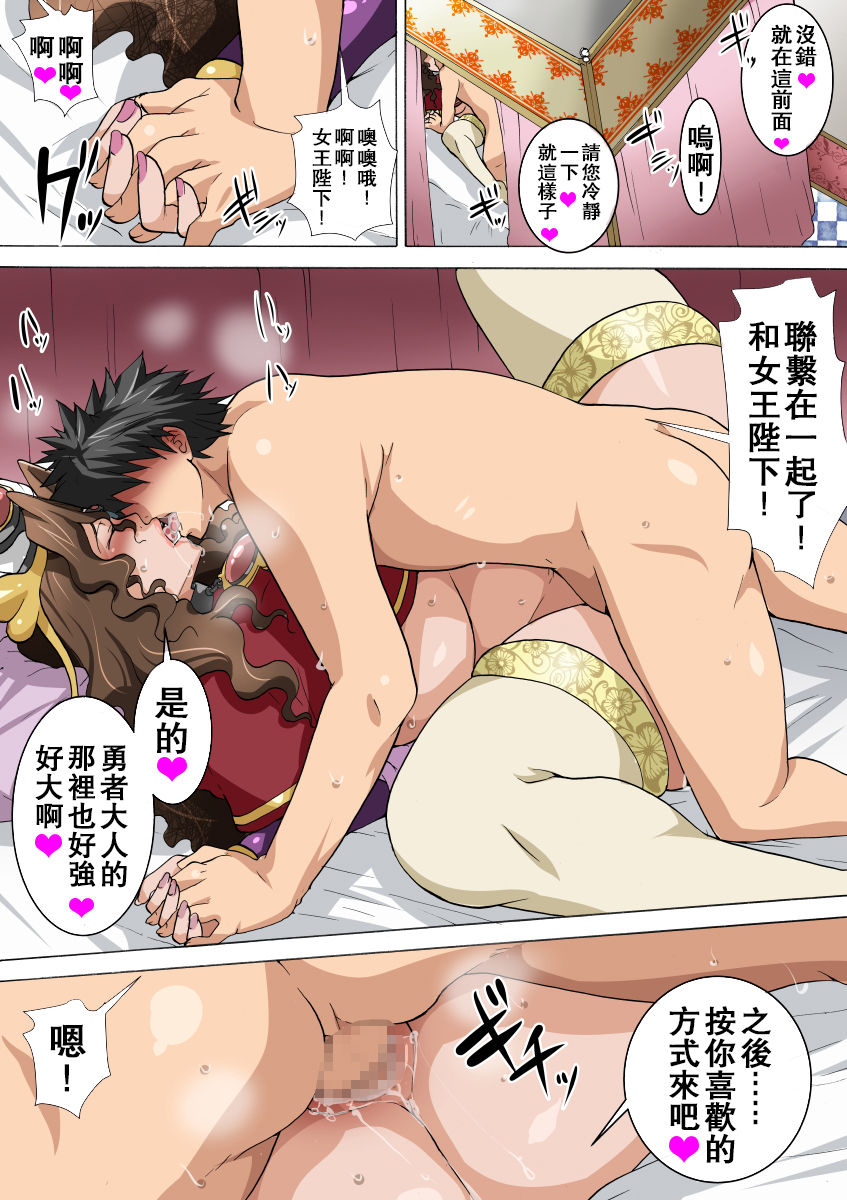 沒錯♥
就在這前面♥
嗚啊！
請您冷靜
一下♥
就這樣子♥
噢噢哦！
啊啊！
女王陛下！
啊啊♥
啊♥
聯繫在一起了！
和女王陛下！
是的♥
勇者大人的
那裡也好強♥
好大啊♥
之後……
按你喜歡的
方式來吧♥
嗯！